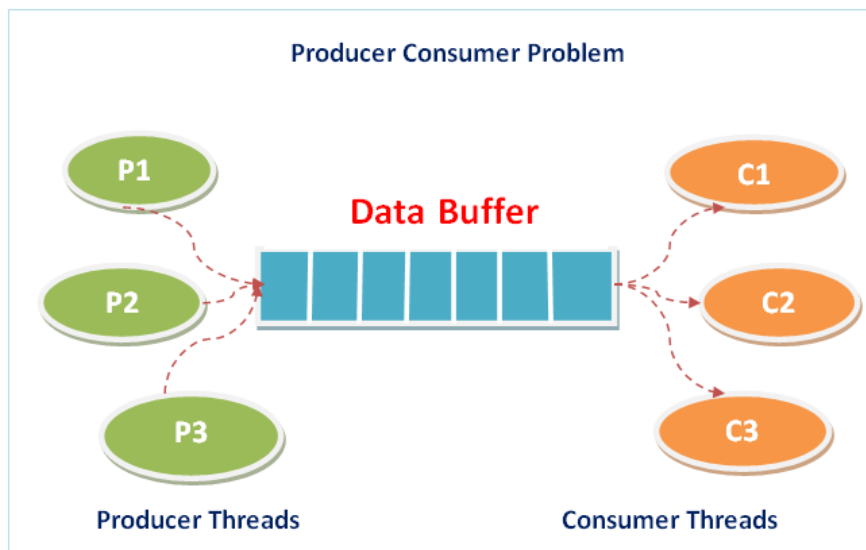 Producer Consumer Problem
P1
C1
Data Buffer
P2
C2
P3
C3
Producer Threads
Consumer Threads